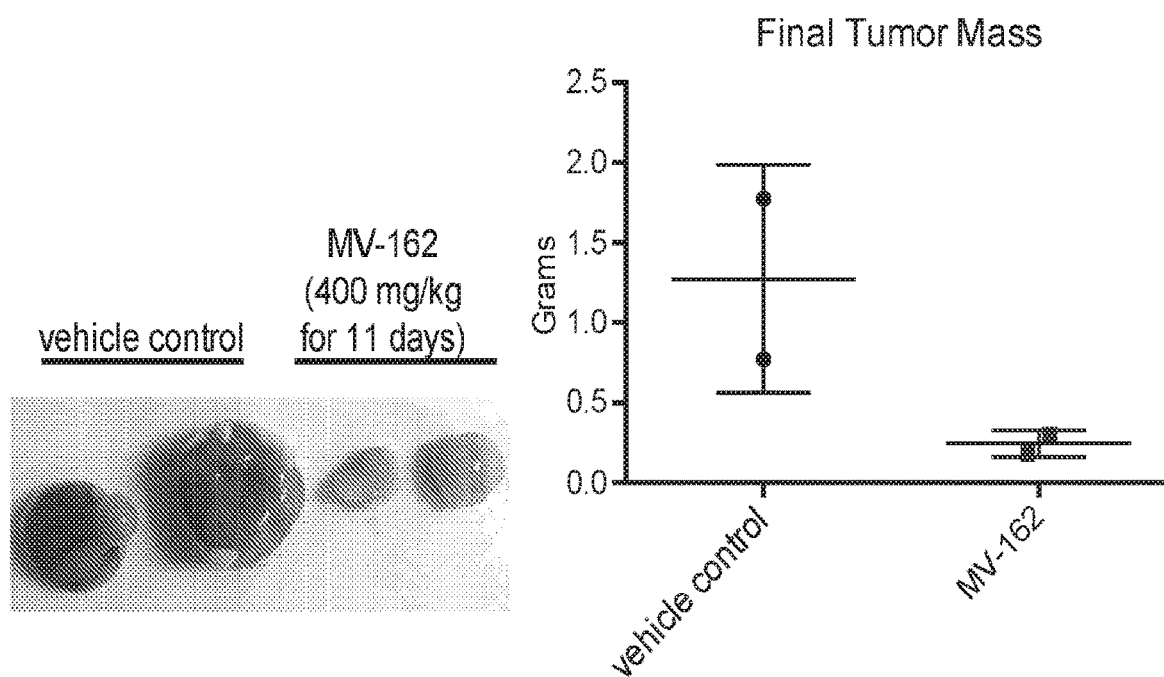 vehicle control
MV-162
(400 mg/kg
for 11 days)
Final Tumor Mass
Grams
2.5
2.0
1.5
1.0
0.5
0.0
vehicle control
MV-162